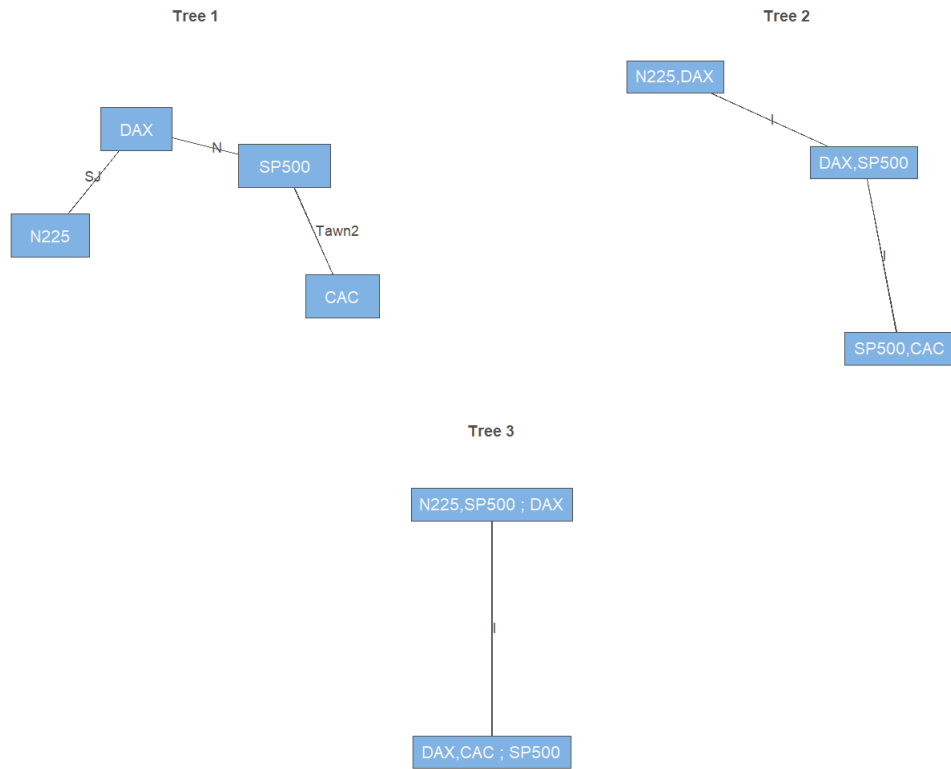 Tree 1
DAX
N
SP500
SJ
N225
Tawn2
CAC
Tree 2
N225,DAX
I
DAX,SP500
I
SP500,CAC
Tree 3
N225,SP500 ; DAX
I
DAX,CAC ; SP500